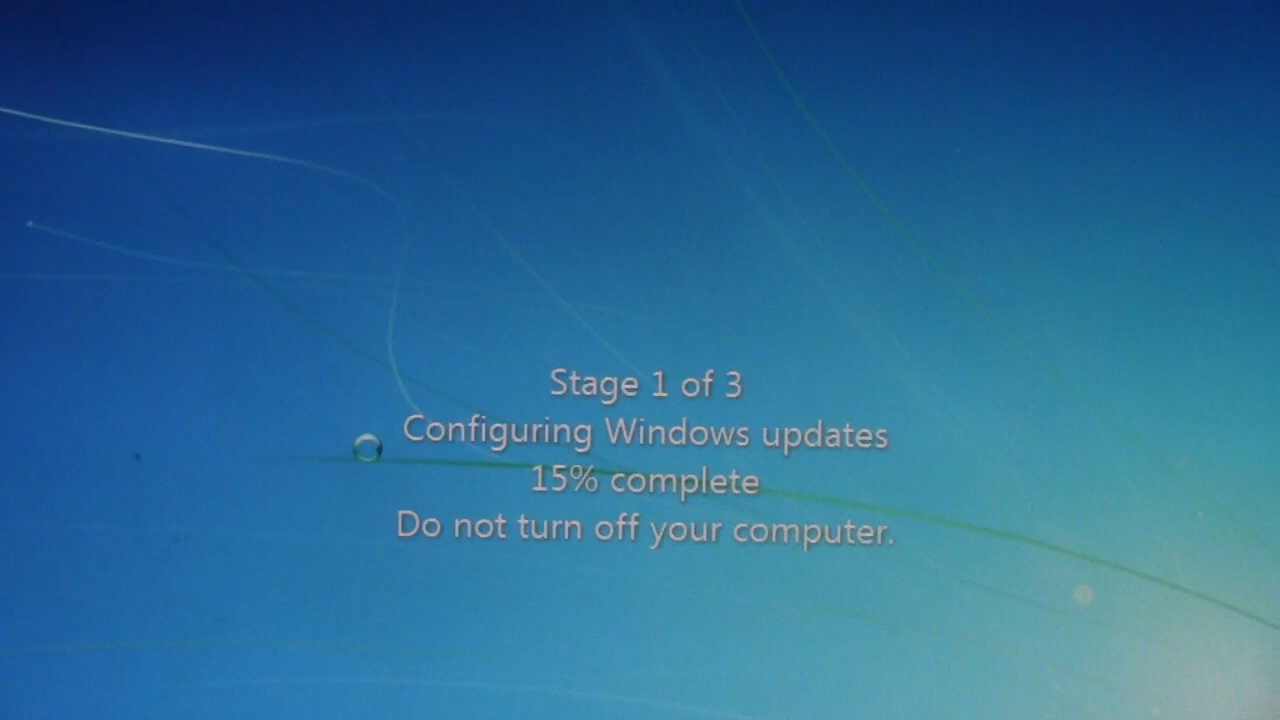 Stage 1 of 3
Configuring Windows updates
15% complete
Do not turn off your computer.